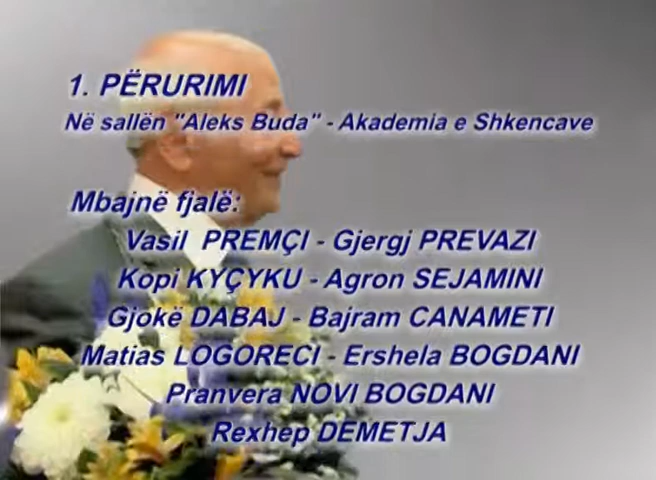 1. PËRURIMI
Në sallën "Aleks Buda" - Akademia e Shkencave
Mbajnë fjalë:
Vasil PREMÇI - Gjergj PREVAZI
Kopi KYÇYKU - Agron SEJAMINI
Gjokë DABAJ - Bajram CANAMETI
Matias LOGORECI - Ershela BOGDANI
Pranvera NOVI BOGDANI
Rexhep DEMETJA